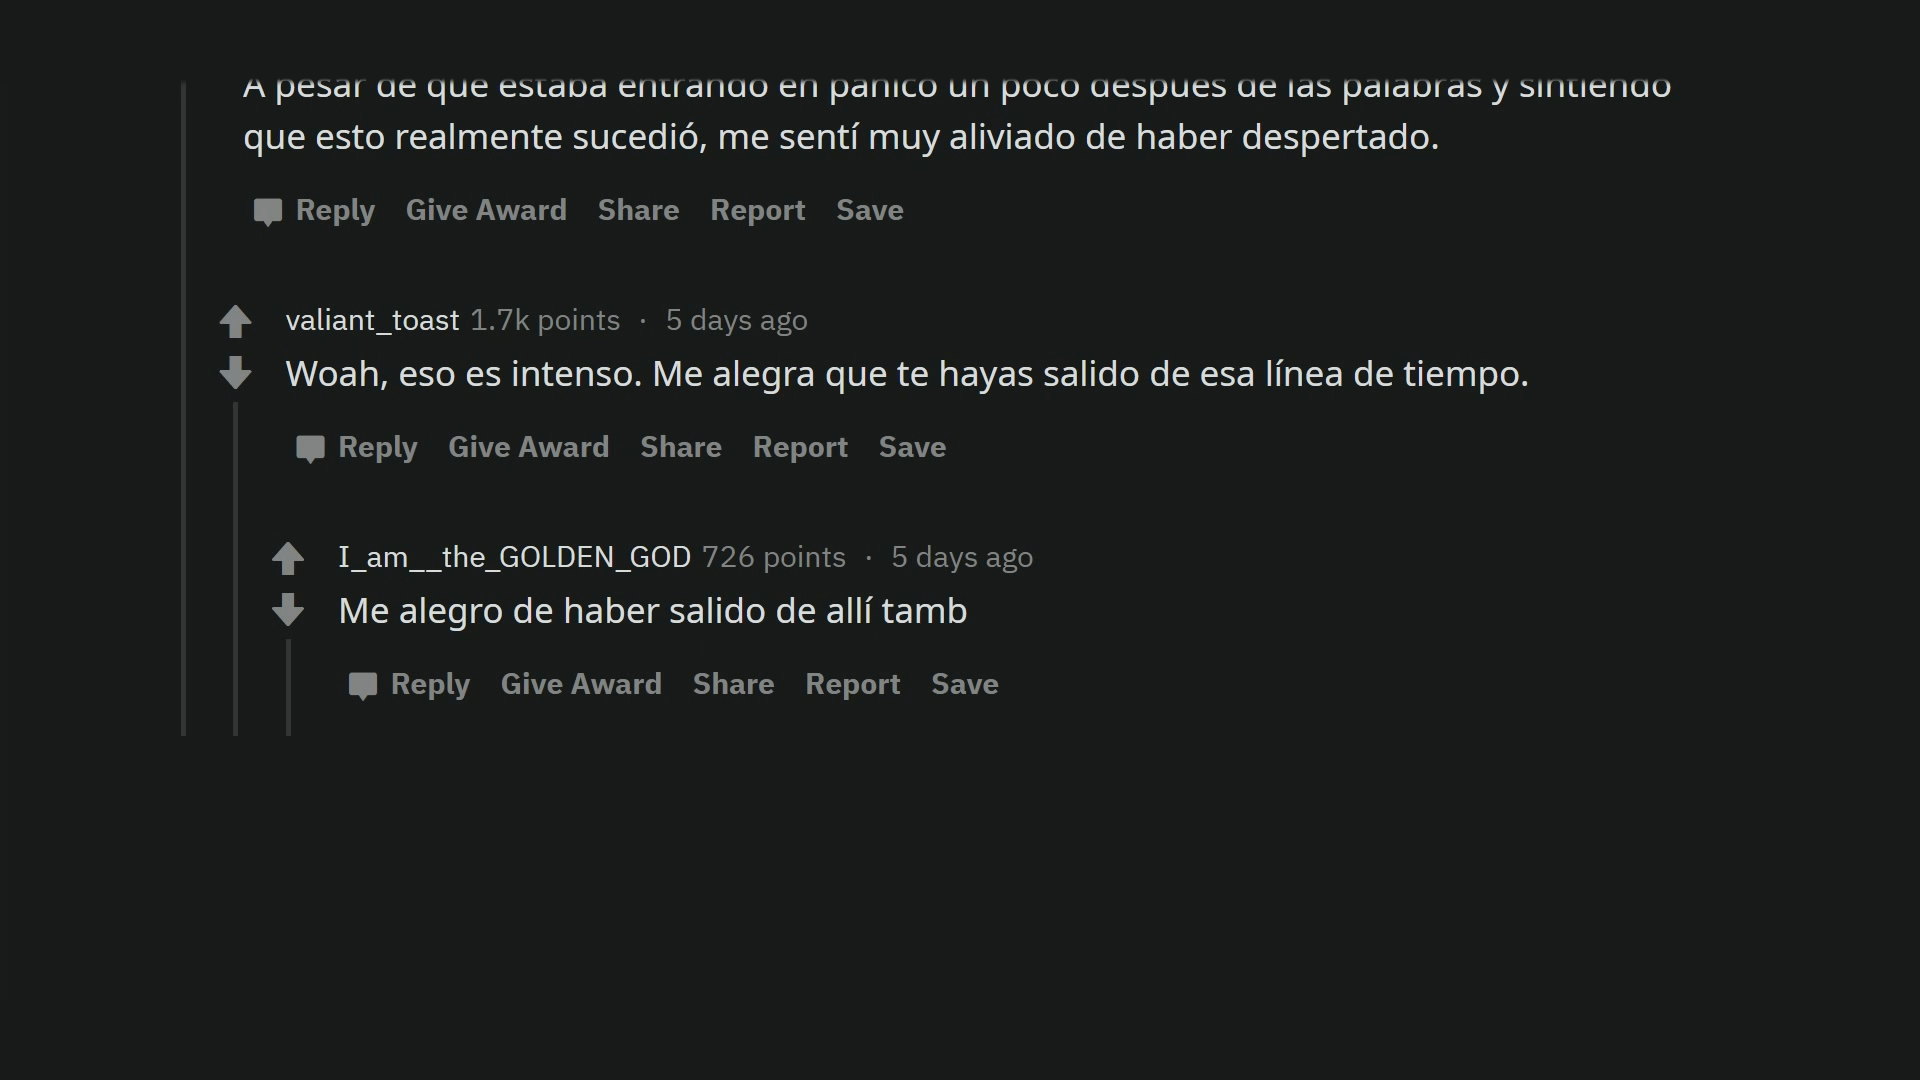 A pesar de que estaba entrando en pánico un poco después de las palabras y sintiendo
que esto realmente sucedió, me sentí muy aliviado de haber despertado.
Reply Give Award Share Report Save
valiant_toast 1.7k points · 5 days ago
Woah, eso es intenso. Me alegra que te hayas salido de esa línea de tiempo.
Reply Give Award Share Report Save
I_am__the_GOLDEN_GOD 726 points · 5 days ago
Me alegro de haber salido de allí tamb
Reply Give Award Share Report Save